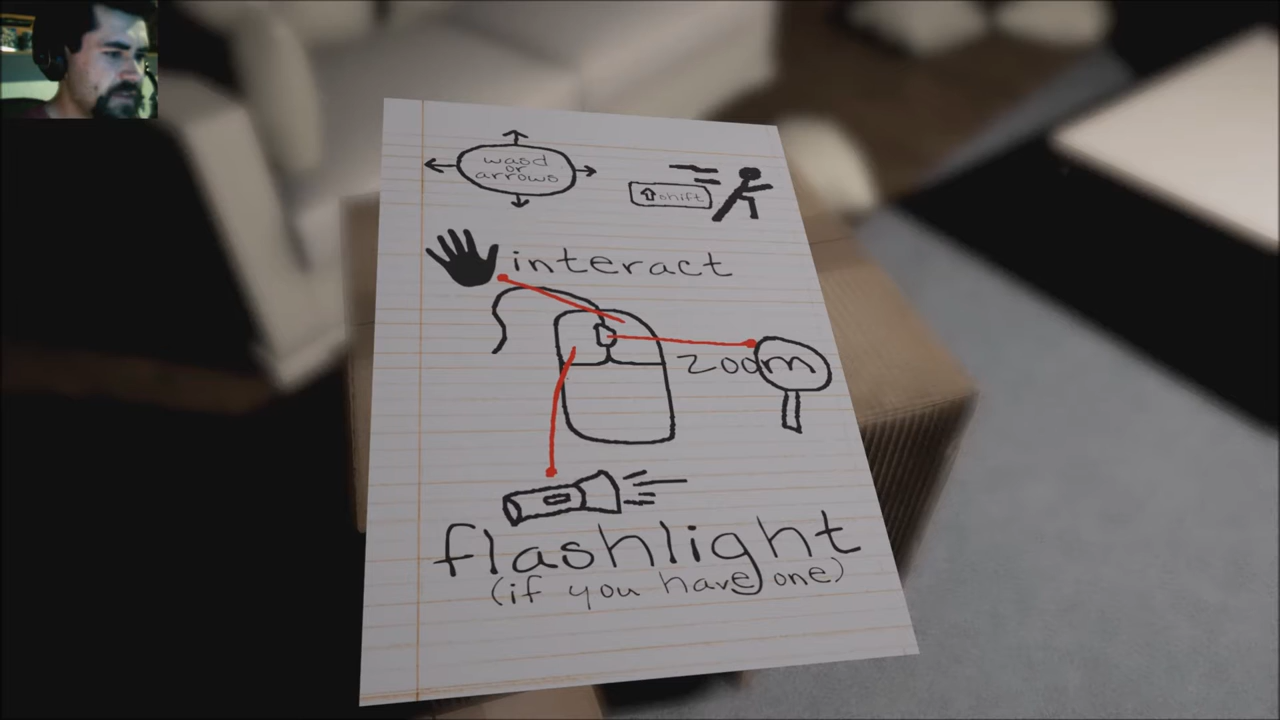 wasd
or
arrows
shift
interact
zoom
flashlight
(if you have one)